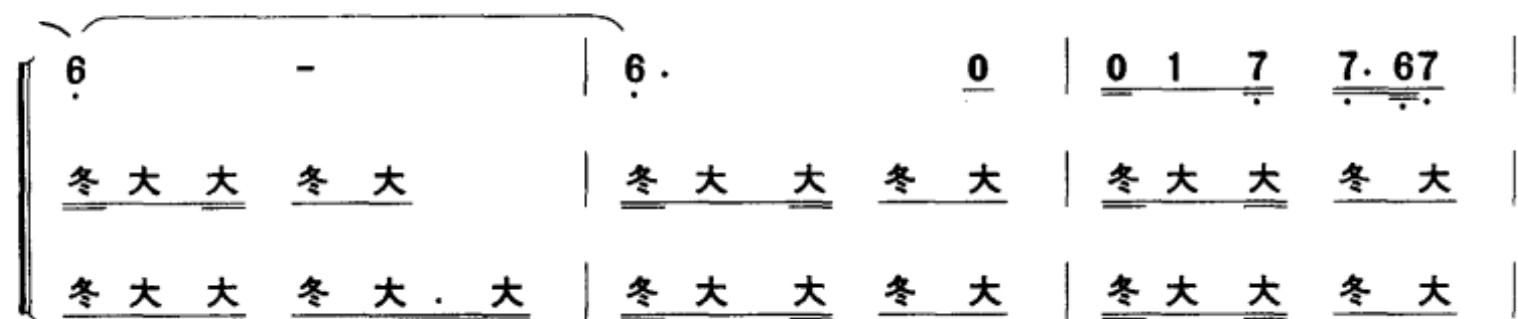 6 - | 6. 0 | 0 1 7 7. 67 |
冬 大 大 冬 大 | 冬 大 大 冬 大 | 冬 大 大 冬 大 |
冬 大 大 冬 大 . 大 | 冬 大 大 冬 大 | 冬 大 大 冬 大 |